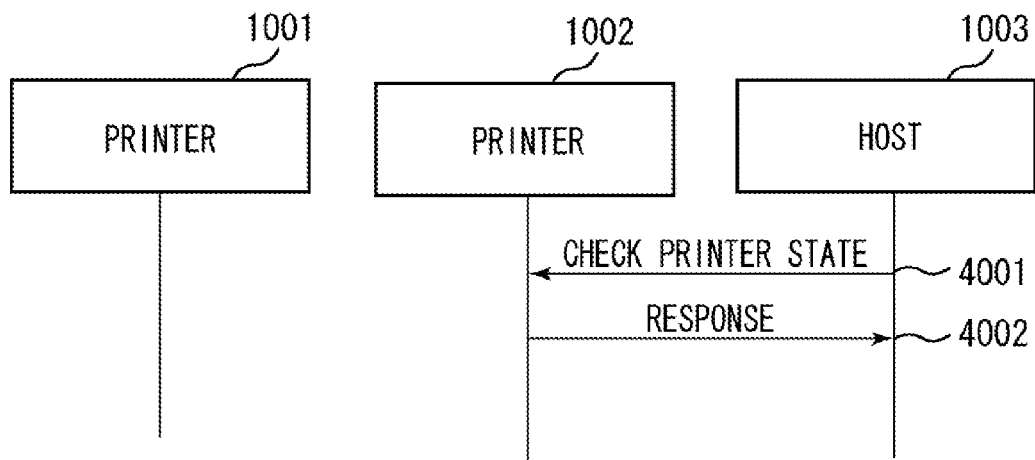 1001
1002
1003
PRINTER
PRINTER
HOST
CHECK PRINTER STATE
4001
RESPONSE
4002